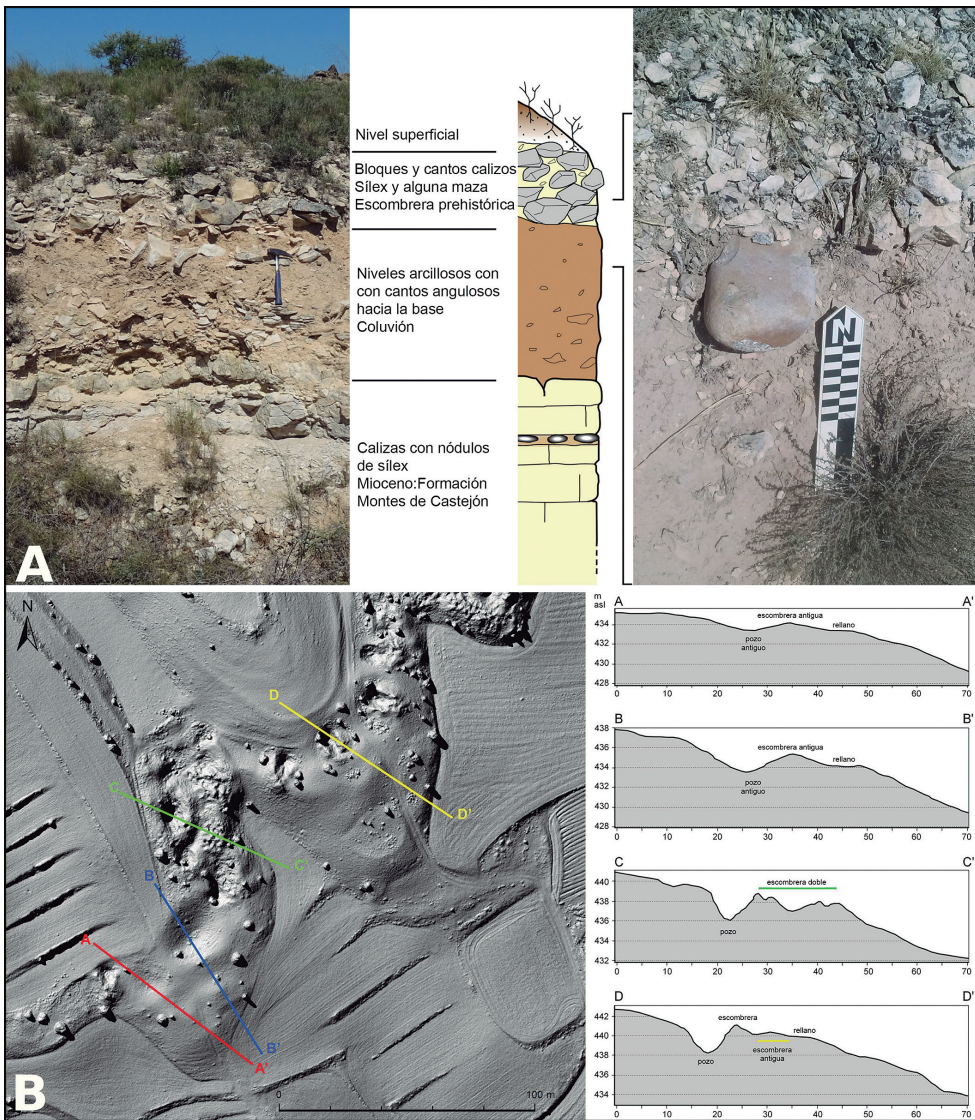 Nivel superficial
Bloques y cantos calizos
Sílex y alguna maza
Escombrera prehistórica
Niveles arcillosos con
con cantos angulosos
hacia la base
Coluvión
Calizas con nódulos
de sílex
Mioceno:Formación
Montes de Castejón
N
A
N
D
D'
C
C'
B
B'
A
A'
0
100 m
B
m
asl
A
A'
escombrera antigua
rellano
pozo
antiguo
434
432
430
428
0 10 20 30 40 50 60 70
B
B'
438
escombrera antigua
436
rellano
434
pozo
antiguo
432
430
428
0 10 20 30 40 50 60 70
C
C'
escombrera doble
440
438
436
pozo
434
432
0 10 20 30 40 50 60 70
D
D'
escombrera
442
rellano
440
escombrera
antigua
438
pozo
436
434
0 10 20 30 40 50 60 70